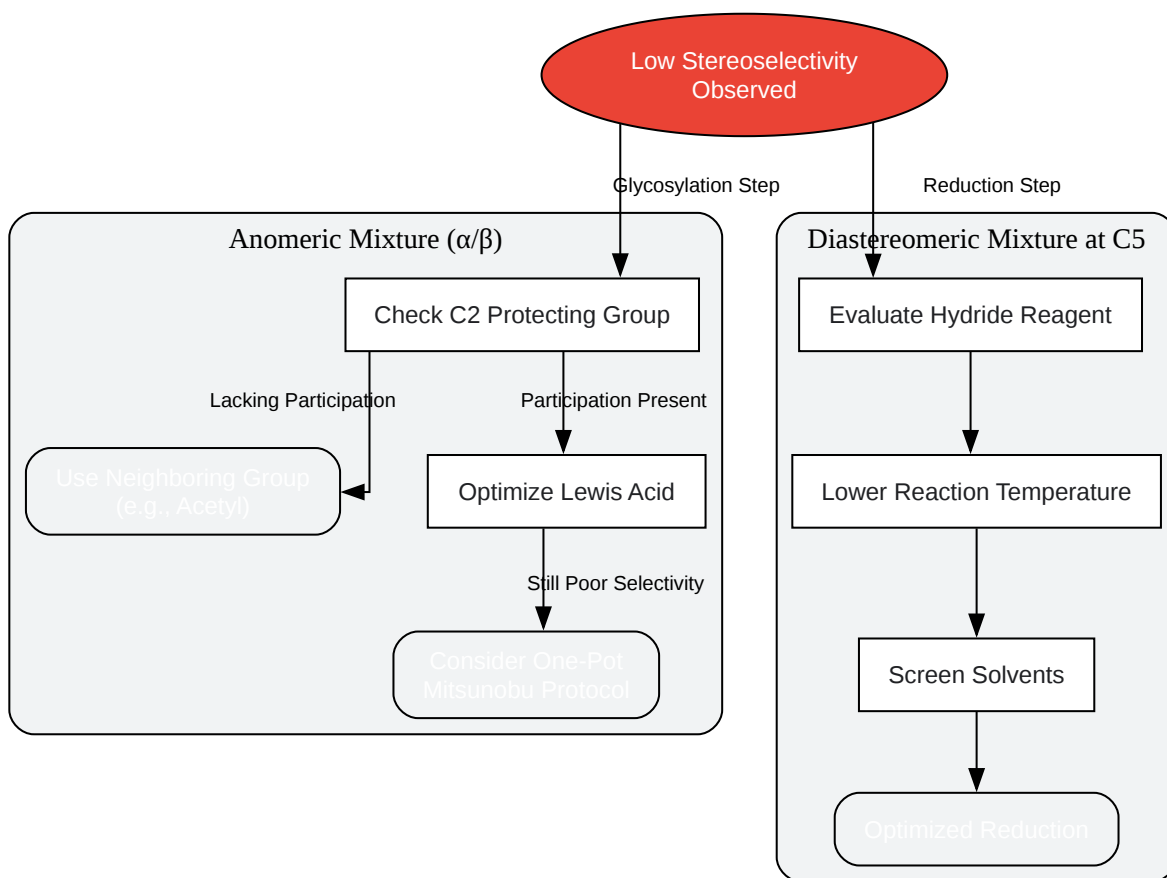 Low Stereoselectivity
Observed
Glycosylation Step
Reduction Step
Anomeric Mixture (α/β)
Diastereomeric Mixture at C5
Check C2 Protecting Group
Evaluate Hydride Reagent
Lacking Participation
Participation Present
Use Neighboring Group
(e.g., Acetyl)
Optimize Lewis Acid
Lower Reaction Temperature
Still Poor Selectivity
Consider One-Pot
Mitsunobu Protocol
Screen Solvents
Optimized Reduction